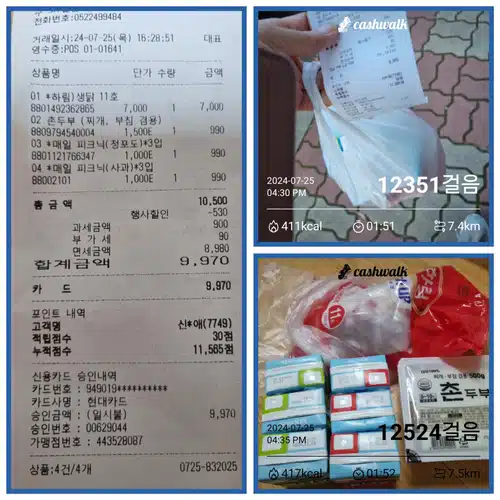 전화번호:0522499484
거래일시:24-07-25(목) 16:28:51 대표
영수증:POS 01-01641
상품명 단가 수량 금액
01 *하림)생닭 11호
8801492362865 7,000 1 7,000
02 촌두부 (찌개, 부침 겸용)
8809794540004 1,500E 1 990
03 *매일 피크닉(청포도)*3입
8801121766347 1,000E 1 990
04 *매일 피크닉(사과)*3입
88002101 1,000E 1 990
총 금 액 10,500
행사할인 -530
과세금액 900
부 가 세 90
면세금액 8,980
합계금액 9,970
카 드 9,970
포인트 내역
고객명 신*애(7749)
적립점수 30점
누적점수 11,565점
신용카드 승인내역
카드번호 : 949019**********
카드명 : 현대카드
승인금액 : (일시불) 9,970
승인번호 : 00629044
가맹점번호 : 443528087
상품:4건/4개 0725-832025
cashwalk
2024-07-25
04:30 PM
12351걸음
411kcal 01:51 7.4km
cashwalk
11
찌개·부침 겸용 500g
촌두부
2024-07-25
04:35 PM
12524걸음
417kcal 01:52 7.5km